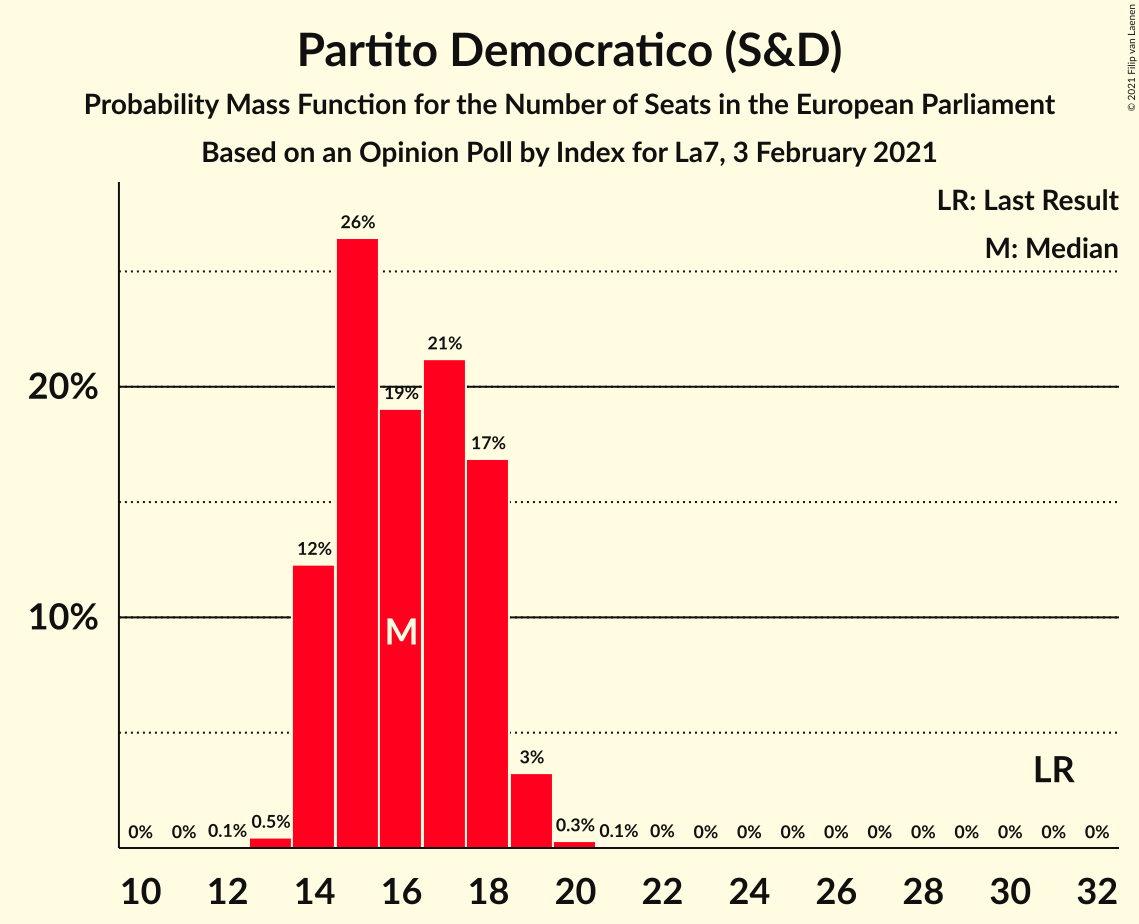 Partito Democratico (S&D)
Probability Mass Function for the Number of Seats in the European Parliament
Based on an Opinion Poll by Index for La7, 3 February 2021
© 2021 Filip van Laenen
LR: Last Result
M: Median
26%
21%
20%
19%
17%
12%
10%
M
3%
LR
0% 0% 0.1% 0.5% 0.3% 0.1% 0% 0% 0% 0% 0% 0% 0% 0% 0% 0% 0%
10 12 14 16 18 20 22 24 26 28 30 32